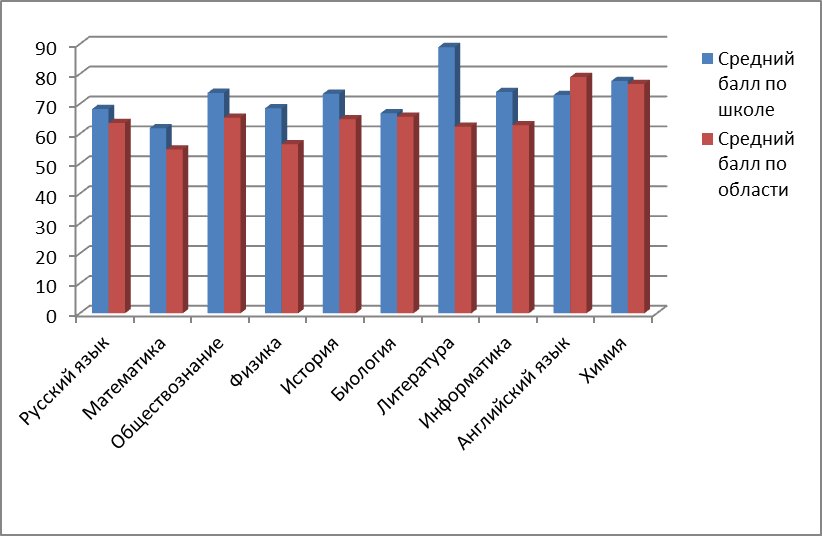 90
80
70
60
50
40
30
20
10
0
Русский язык
Математика
Обществознание
Физика
История
Биология
Литература
Информатика
Английский язык
Химия
Средний
балл по
школе
Средний
балл по
области